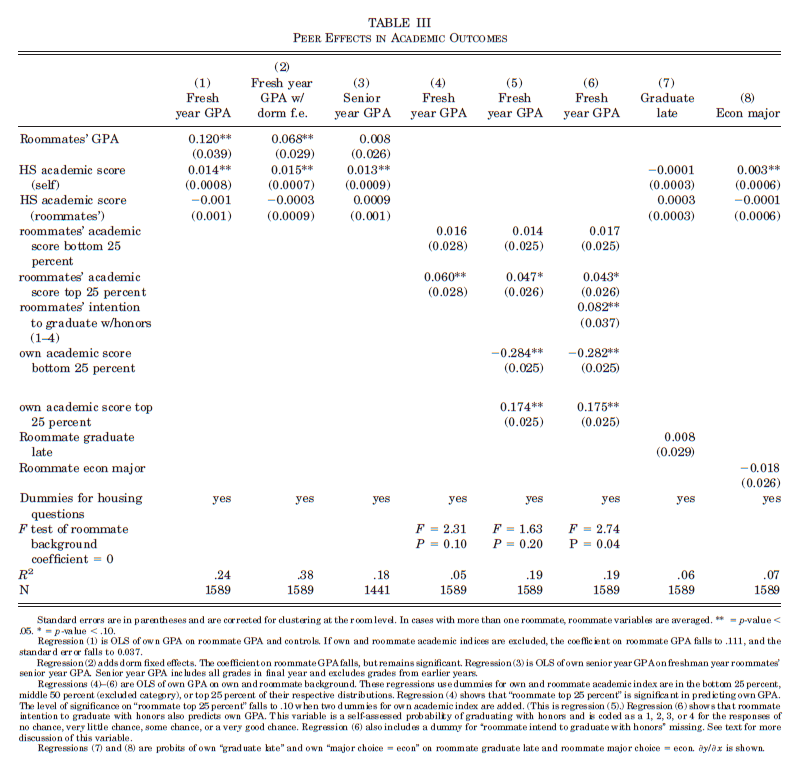 TABLE III
PEER EFFECTS IN ACADEMIC OUTCOMES
(2)
(1) Fresh year (3) (4) (5) (6) (7)
Fresh GPA w/ Senior Fresh Fresh Fresh Graduate (8)
year GPA dorm f.e. year GPA year GPA year GPA year GPA late Econ major
Roommates' GPA 0.120** 0.068** 0.008
(0.039) (0.029) (0.026)
HS academic score 0.014** 0.015** 0.013** −0.0001 0.003**
(self) (0.0008) (0.0007) (0.0009) (0.0003) (0.0006)
HS academic score −0.001 −0.0003 0.0009 0.0003 −0.0001
(roommates') (0.001) (0.0009) (0.001) (0.0003) (0.0006)
roommates' academic 0.016 0.014 0.017
score bottom 25 (0.028) (0.025) (0.025)
percent
roommates' academic 0.060** 0.047* 0.043*
score top 25 percent (0.028) (0.026) (0.026)
roommates' intention 0.082**
to graduate w/honors (0.037)
(1–4)
own academic score −0.284** −0.282**
bottom 25 percent (0.025) (0.025)
own academic score top 0.174** 0.175**
25 percent (0.025) (0.025)
Roommate graduate 0.008
late (0.029)
Roommate econ major −0.018
(0.026)
Dummies for housing yes yes yes yes yes yes yes yes
questions
F test of roommate F = 2.31 F = 1.63 F = 2.74
background P = 0.10 P = 0.20 P = 0.04
coefficient = 0
R² .24 .38 .18 .05 .19 .19 .06 .07
N 1589 1589 1441 1589 1589 1589 1589 1589
Standard errors are in parentheses and are corrected for clustering at the room level. In cases with more than one roommate, roommate variables are averaged. ** = p-value <
.05. * = p-value < .10.
Regression (1) is OLS of own GPA on roommate GPA and controls. If own and roommate academic indices are excluded, the coefficient on roommate GPA falls to .111, and the
standard error falls to 0.037.
Regression (2) adds dorm fixed effects. The coefficient on roommate GPA falls, but remains significant. Regression (3) is OLS of own senior year GPA on freshman year roommates'
senior year GPA. Senior year GPA includes all grades in final year and excludes grades from earlier years.
Regressions (4)–(6) are OLS of own GPA on own and roommate background. These regressions use dummies for own and roommate academic index are in the bottom 25 percent,
middle 50 percent (excluded category), or top 25 percent of their respective distributions. Regression (4) shows that "roommate top 25 percent" is significant in predicting own GPA.
The level of significance on "roommate top 25 percent" falls to .10 when two dummies for own academic index are added. (This is regression (5).) Regression (6) shows that roommate
intention to graduate with honors also predicts own GPA. This variable is a self-assessed probability of graduating with honors and is coded as a 1, 2, 3, or 4 for the responses of
no chance, very little chance, some chance, or a very good chance. Regression (6) also includes a dummy for "roommate intend to graduate with honors" missing. See text for more
discussion of this variable.
Regressions (7) and (8) are probits of own "graduate late" and own "major choice = econ" on roommate graduate late and roommate major choice = econ. ∂y/∂x is shown.